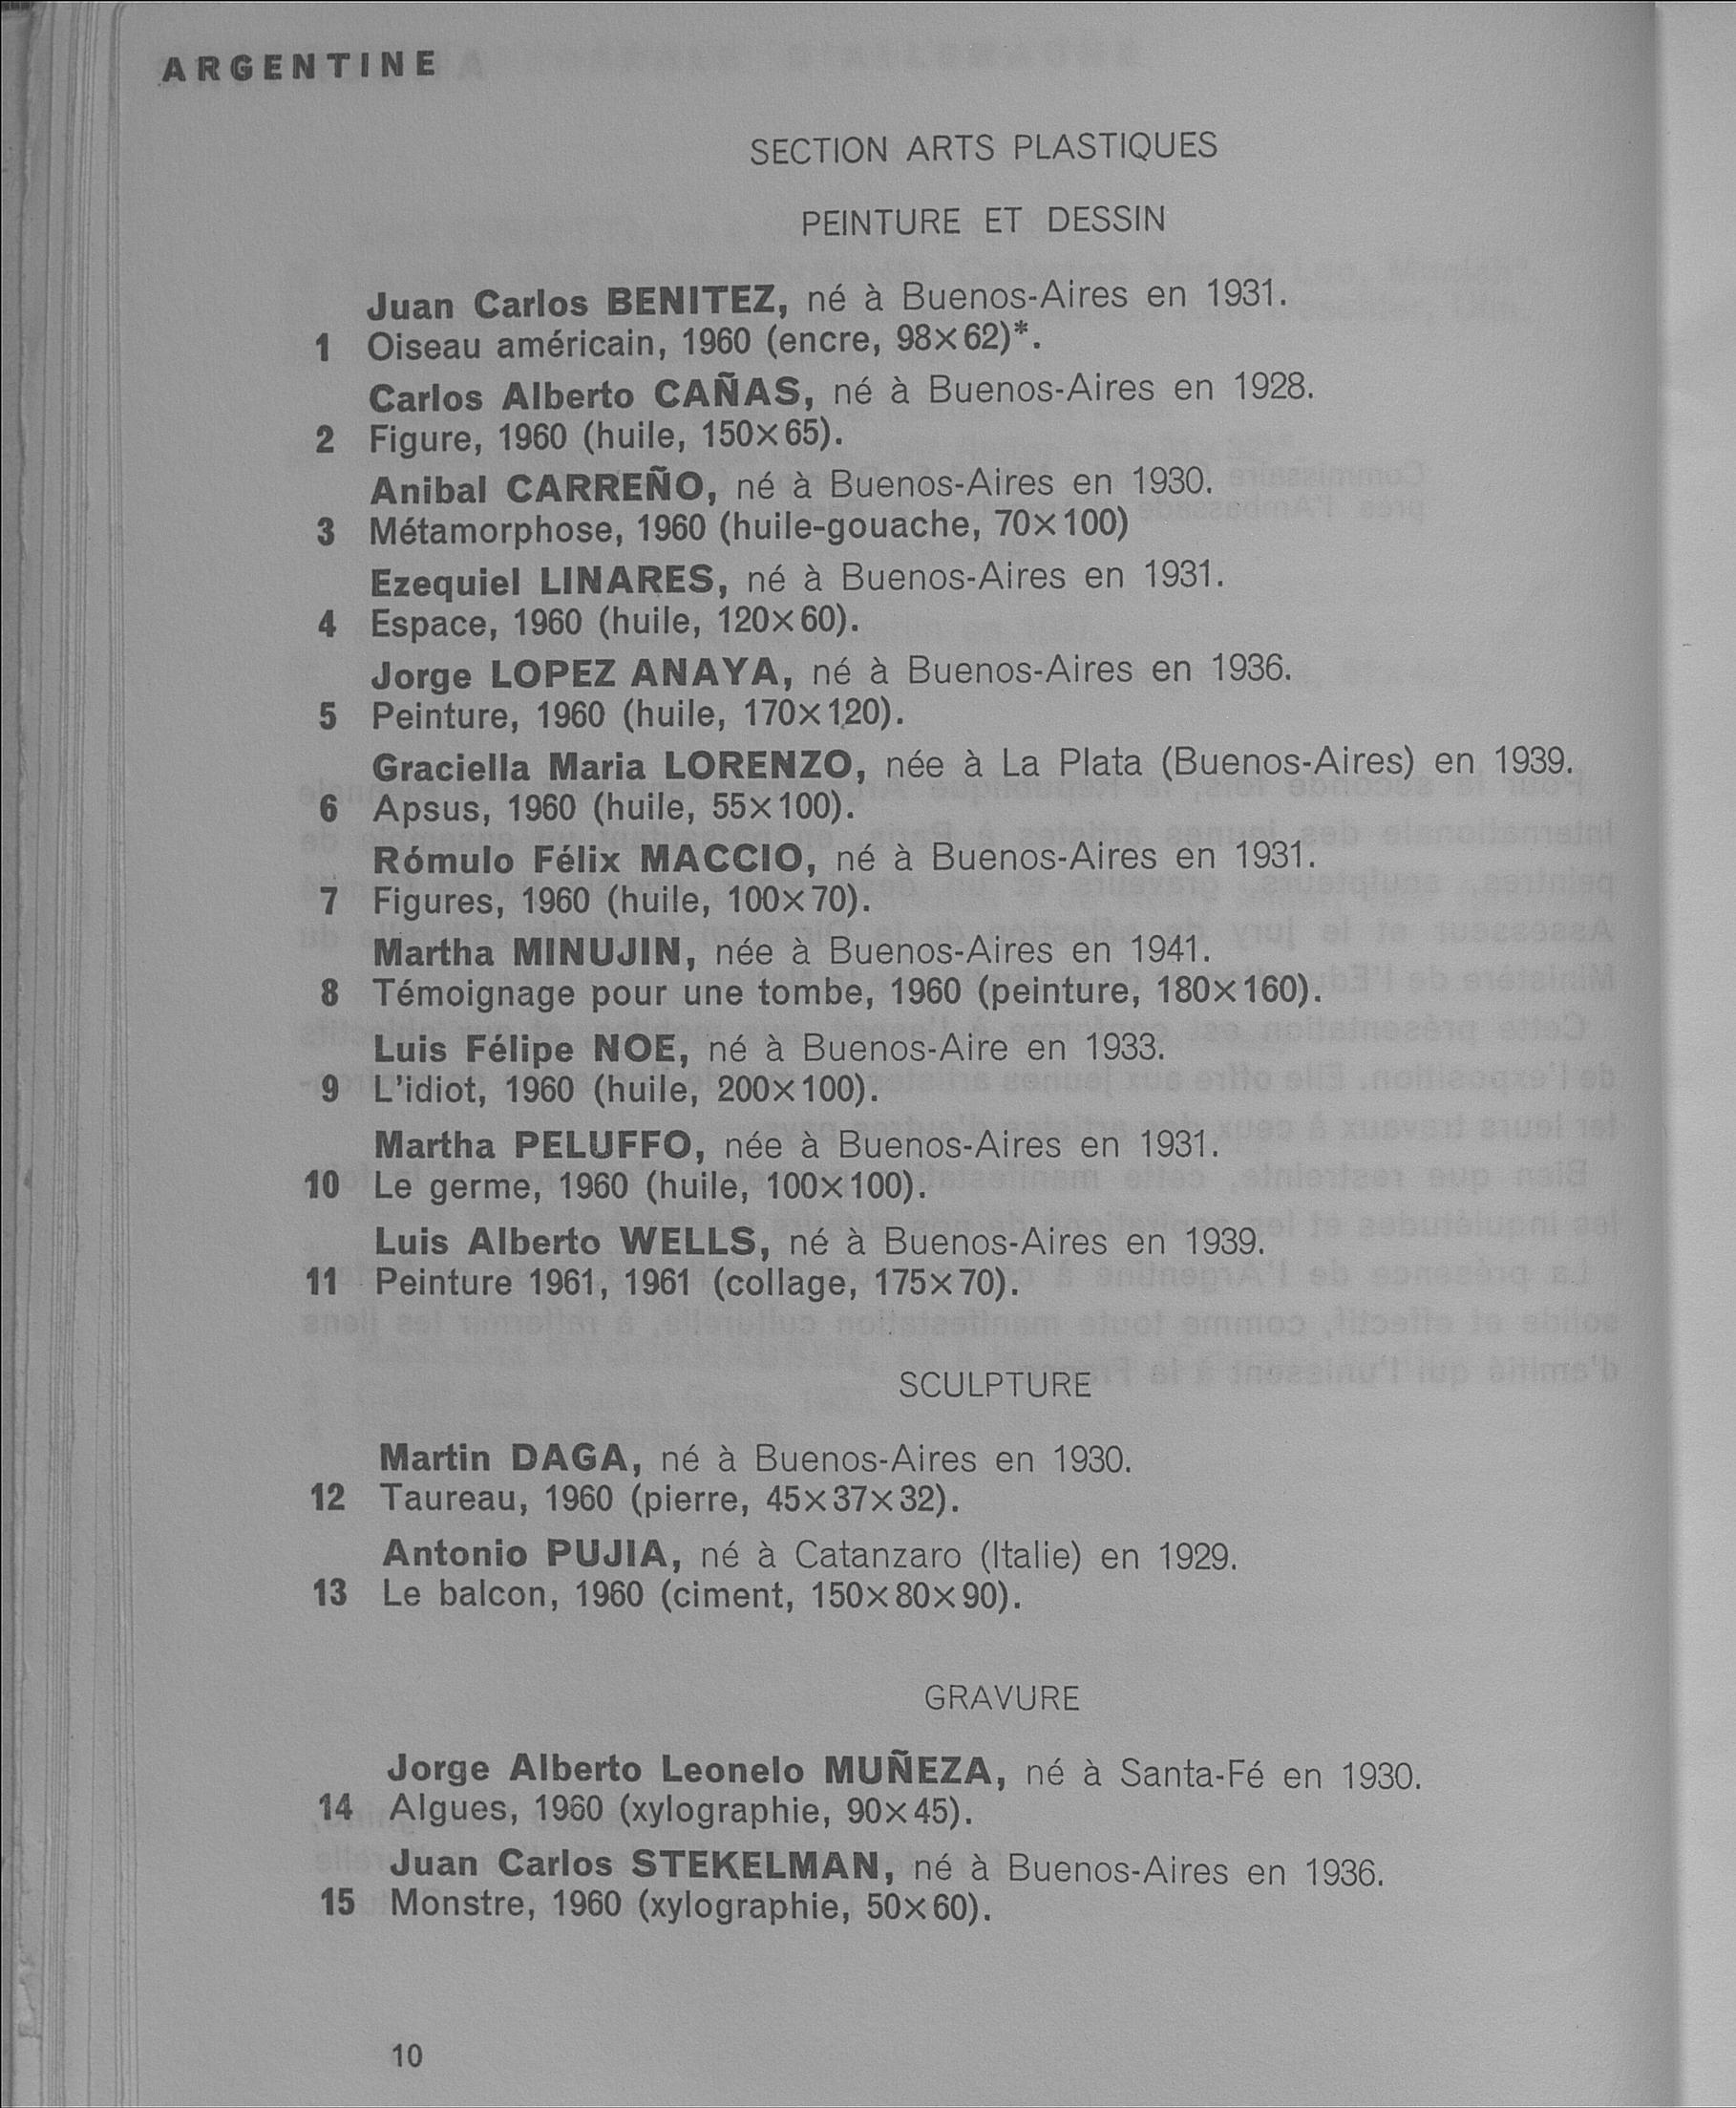 ARGENTINE
SECTION ARTS PLASTIQUES
PEINTURE ET DESSIN
Juan Carlos BENITEZ, né à Buenos-Aires en 1931.
1 Oiseau américain, 1960 (encre, 98×62)*.
Carlos Alberto CAÑAS, né à Buenos-Aires en 1928.
2 Figure, 1960 (huile, 150×65).
Anibal CARREÑO, né à Buenos-Aires en 1930.
3 Métamorphose, 1960 (huile-gouache, 70×100)
Ezequiel LINARES, né à Buenos-Aires en 1931.
4 Espace, 1960 (huile, 120×60).
Jorge LOPEZ ANAYA, né à Buenos-Aires en 1936.
5 Peinture, 1960 (huile, 170×120).
Graciella Maria LORENZO, née à La Plata (Buenos-Aires) en 1939.
6 Apsus, 1960 (huile, 55×100).
Rómulo Félix MACCIO, né à Buenos-Aires en 1931.
7 Figures, 1960 (huile, 100×70).
Martha MINUJIN, née à Buenos-Aires en 1941.
8 Témoignage pour une tombe, 1960 (peinture, 180×160).
Luis Félipe NOE, né à Buenos-Aire en 1933.
9 L'idiot, 1960 (huile, 200×100).
Martha PELUFFO, née à Buenos-Aires en 1931.
10 Le germe, 1960 (huile, 100×100).
Luis Alberto WELLS, né à Buenos-Aires en 1939.
11 Peinture 1961, 1961 (collage, 175×70).
SCULPTURE
Martin DAGA, né à Buenos-Aires en 1930.
12 Taureau, 1960 (pierre, 45×37×32).
Antonio PUJIA, né à Catanzaro (Italie) en 1929.
13 Le balcon, 1960 (ciment, 150×80×90).
GRAVURE
Jorge Alberto Leonelo MUÑEZA, né à Santa-Fé en 1930.
14 Algues, 1960 (xylographie, 90×45).
Juan Carlos STEKELMAN, né à Buenos-Aires en 1936.
15 Monstre, 1960 (xylographie, 50×60).
10